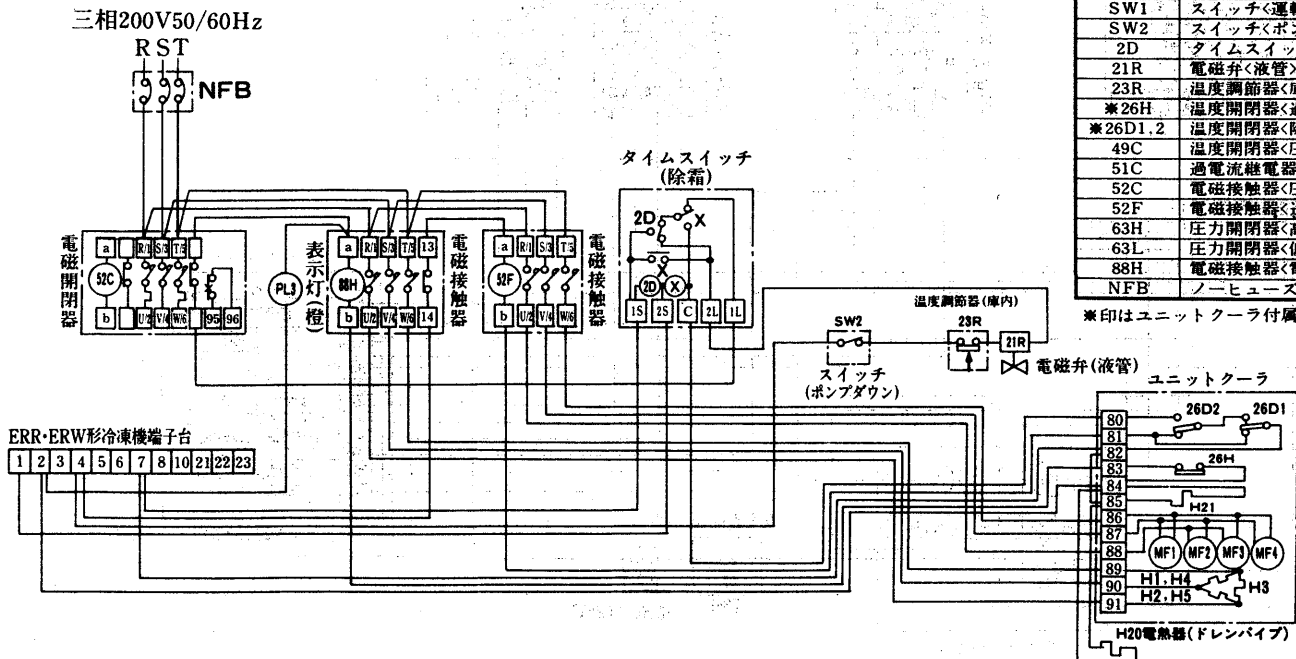 三相200V50/60Hz
R S T
NFB
SW1 スイッチ<運転
SW2 スイッチ<ポン
2D タイムスイッ
21R 電磁弁<液管>
23R 温度調節器<庫
※26H 温度開閉器<過
※26D1,2 温度開閉器<除
49C 温度開閉器<圧
51C 過電流継電器
52C 電磁接触器<圧
52F 電磁接触器<送
63H 圧力開閉器<高
63L 圧力開閉器<低
88H 電磁接触器<電
NFB ノーヒューズ
※印はユニットクーラ付属
タイムスイッチ
(除霜)
2D X
X
2D X
1S 2S C 2L 1L
電磁開閉器
a R/1 S/3 T/5
52C
b U/2 V/4 W/6 95 96
PL3
表示灯(橙)
a R/1 S/3 T/5 13
88H
b U/2 V/4 W/6 14
電磁接触器
a R/1 S/3 T/5
52F
b U/2 V/4 W/6
電磁接触器
SW2
スイッチ
(ポンプダウン)
温度調節器(庫内)
23R
21R
電磁弁(液管)
ERR・ERW形冷凍機端子台
1 2 3 4 5 6 7 8 10 21 22 23
ユニットクーラ
80
81
82
83
84
85
86
87
88
89
90
91
26D2 26D1
26H
H21
MF1 MF2 MF3 MF4
H1,H4
H2,H5
H3
H20電熱器(ドレンパイプ)